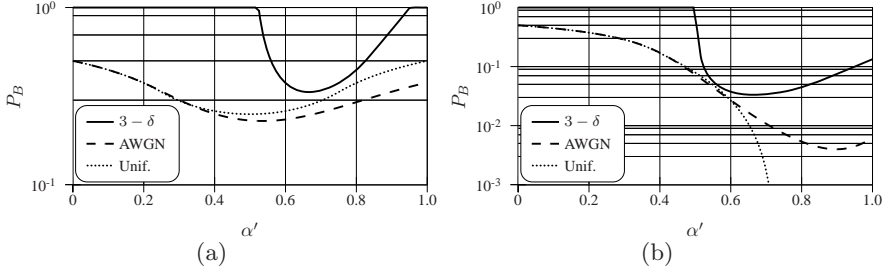 10^0
P_B
3 − δ
AWGN
Unif.
10^-1
0 0.2 0.4 0.6 0.8 1.0
α′
(a)
10^0
10^-1
P_B
10^-2
3 − δ
AWGN
Unif.
10^-3
0 0.2 0.4 0.6 0.8 1.0
α′
(b)